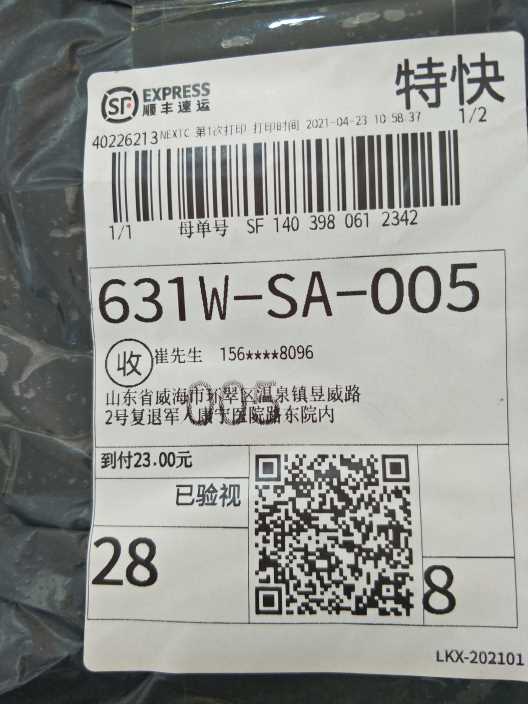 SF EXPRESS
顺丰速运
特快
40226213 NEXTC 第1次打印 打印时间 2021-04-23 10:58:37 1/2
1/1 母单号 SF 140 398 061 2342
631W-SA-005
收 崔先生 156****8096
山东省威海市环翠区温泉镇昱威路
2号复退军人康宁医院路东院内
005
到付23.00元
已验视
28
8
LKX-202101